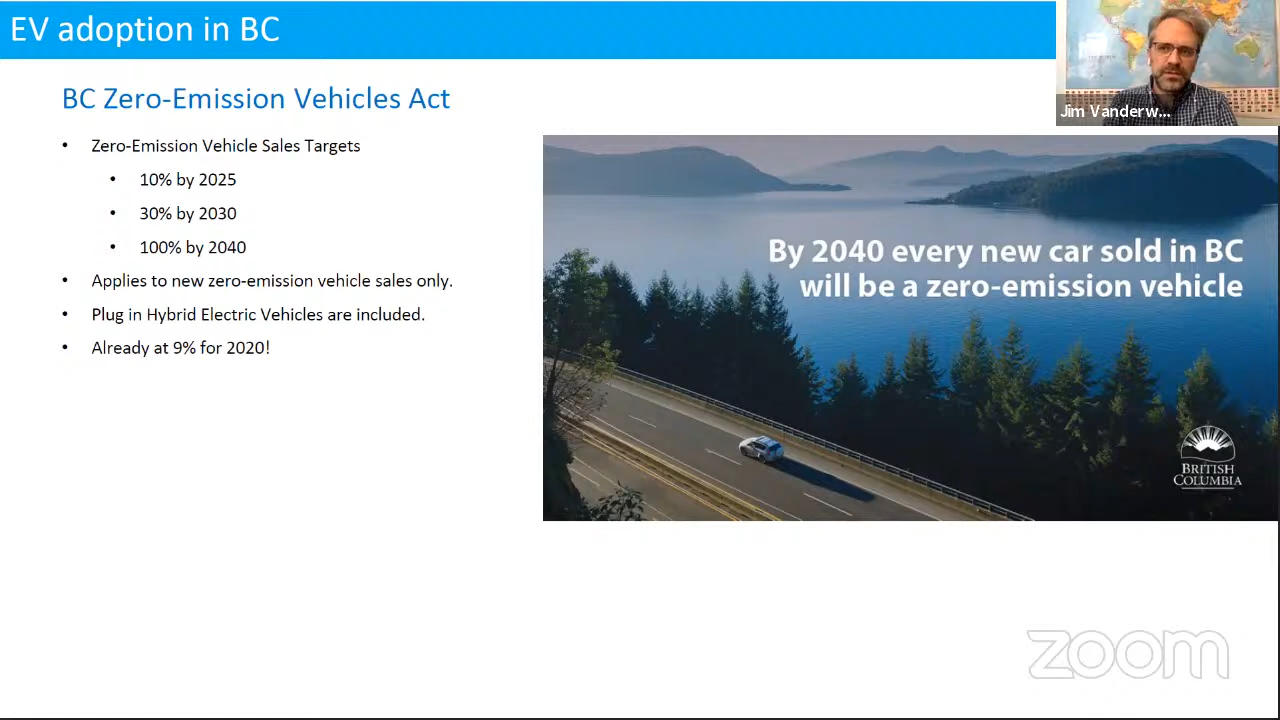 EV adoption in BC
Jim Vanderw...
BC Zero-Emission Vehicles Act
• Zero-Emission Vehicle Sales Targets
• 10% by 2025
• 30% by 2030
• 100% by 2040
• Applies to new zero-emission vehicle sales only.
• Plug in Hybrid Electric Vehicles are included.
• Already at 9% for 2020!
By 2040 every new car sold in BC
will be a zero-emission vehicle
BRITISH
COLUMBIA
zoom